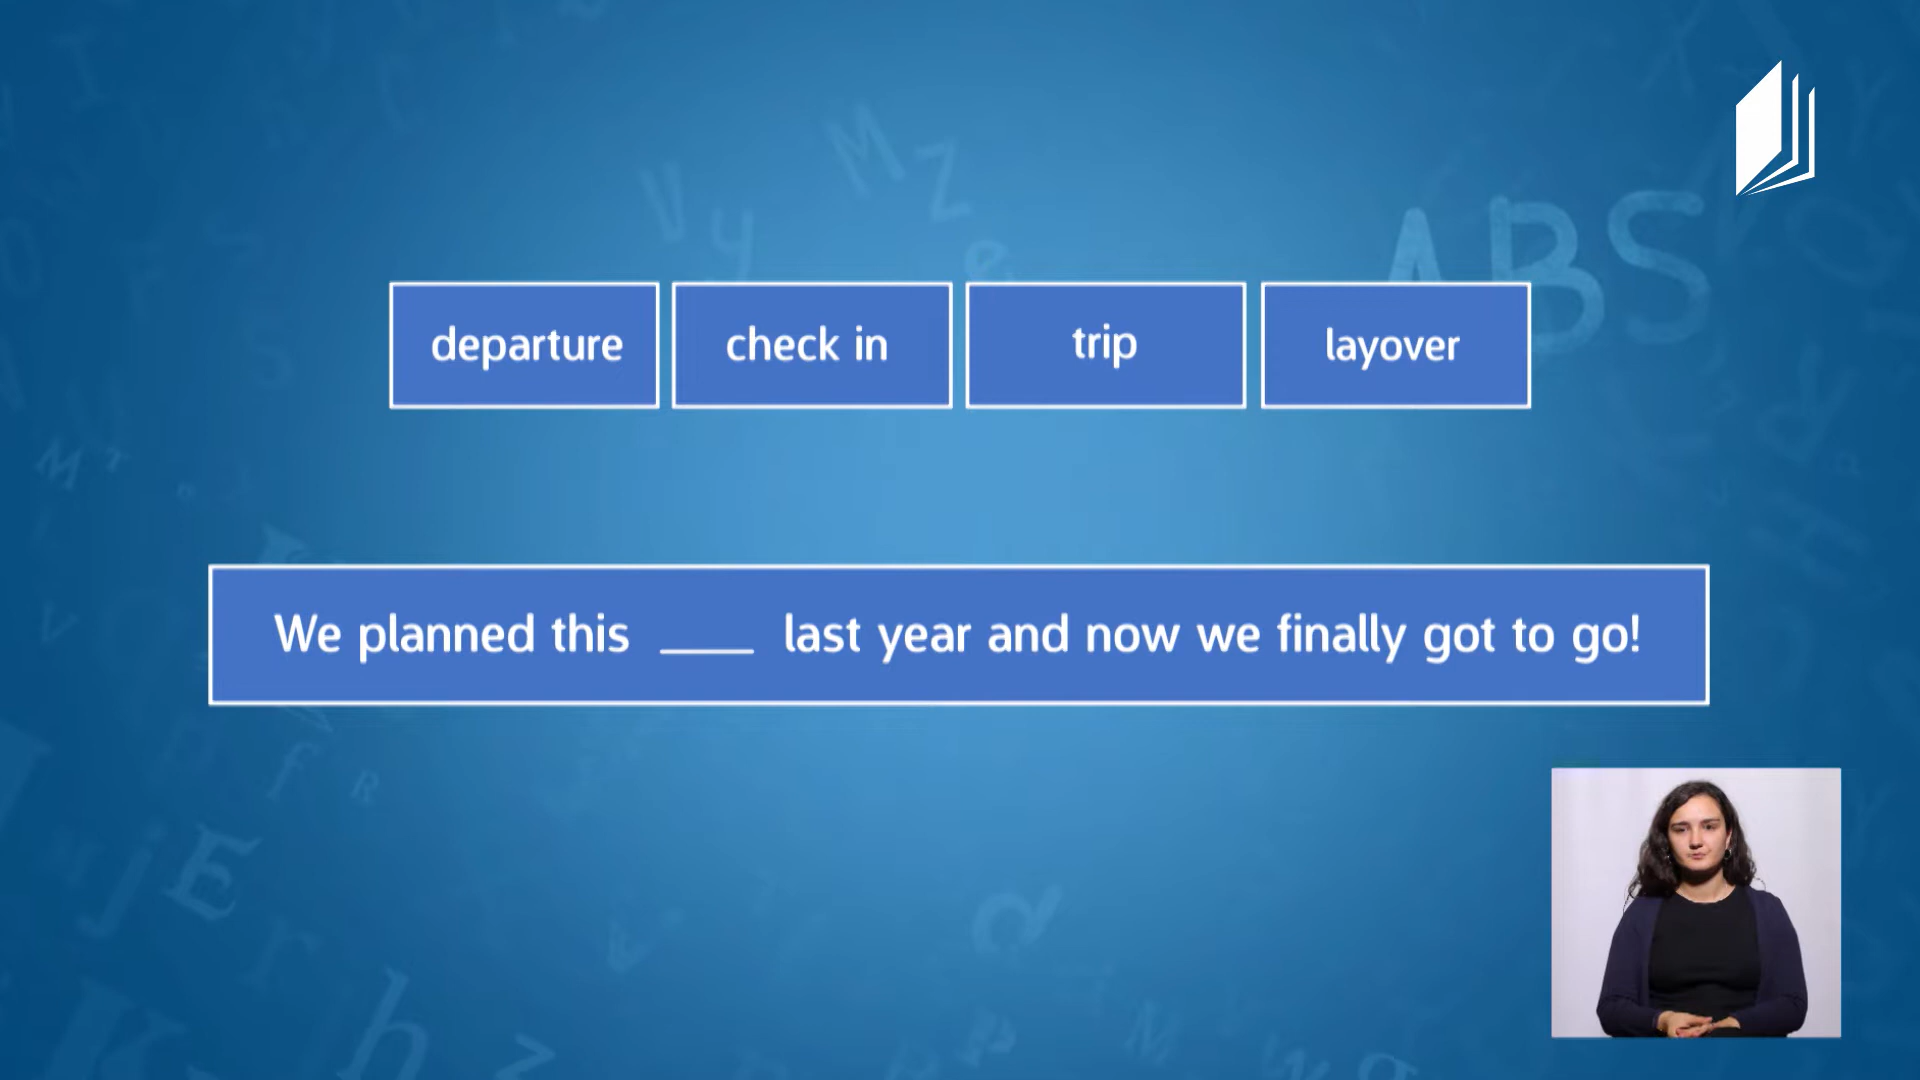 departure
check in
trip
layover
We planned this ____ last year and now we finally got to go!